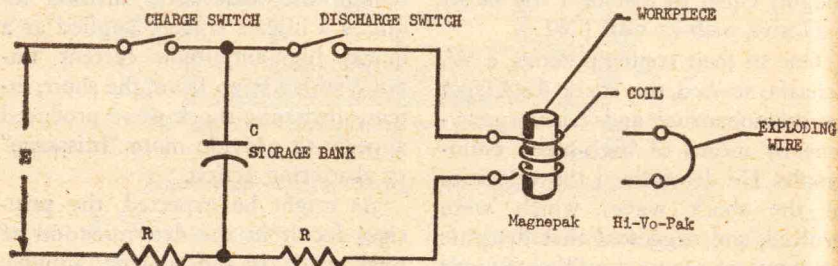 CHARGE SWITCH
DISCHARGE SWITCH
WORKPIECE
COIL
EXPLODING
WIRE
E
C
STORAGE BANK
Magnepak
Hi-Vo-Pak
R
R